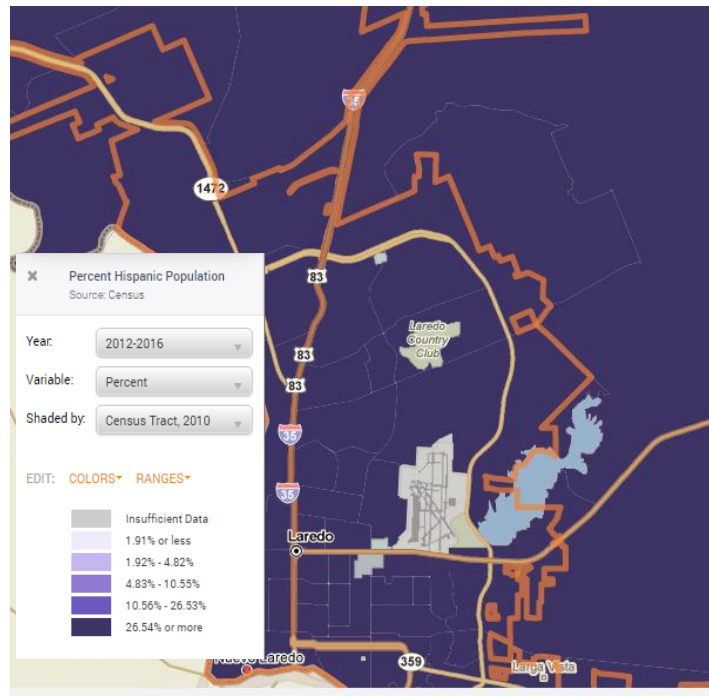 1472
83
Laredo
Country
Club
83
83
35
35
Laredo
359
Larga Vista
Nuevo Laredo
× Percent Hispanic Population
Source: Census
Year: 2012-2016
Variable: Percent
Shaded by: Census Tract, 2010
EDIT: COLORS RANGES
Insufficient Data
1.91% or less
1.92% - 4.82%
4.83% - 10.55%
10.56% - 26.53%
26.54% or more